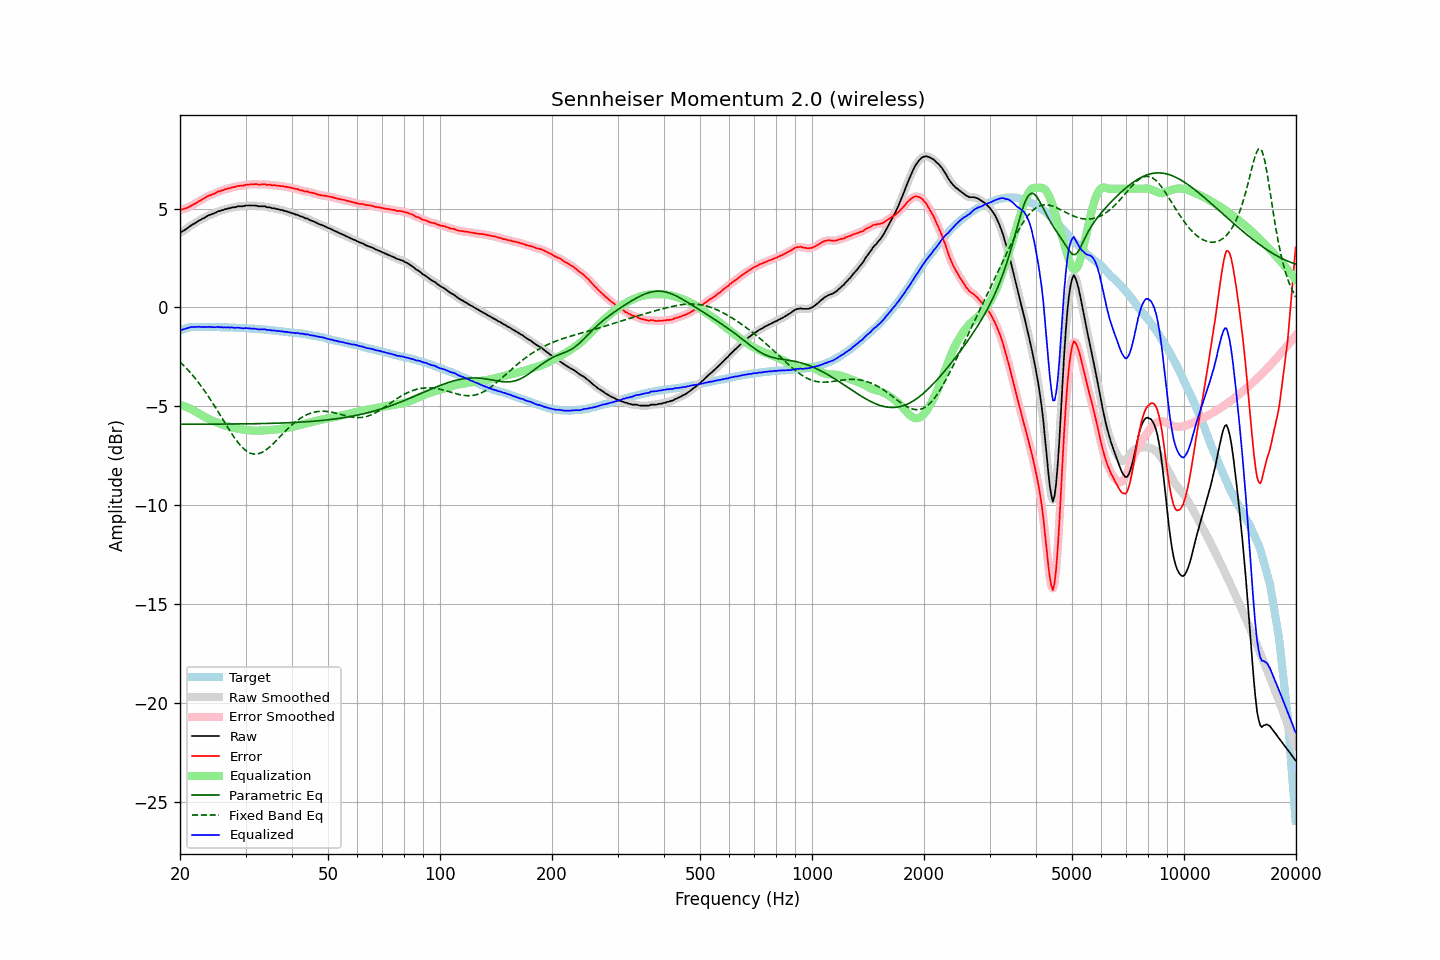 Sennheiser Momentum 2.0 (wireless)
Amplitude (dBr)
5
0
−5
−10
−15
−20
−25
Target
Raw Smoothed
Error Smoothed
Raw
Error
Equalization
Parametric Eq
Fixed Band Eq
Equalized
20 50 100 200 500 1000 2000 5000 10000 20000
Frequency (Hz)